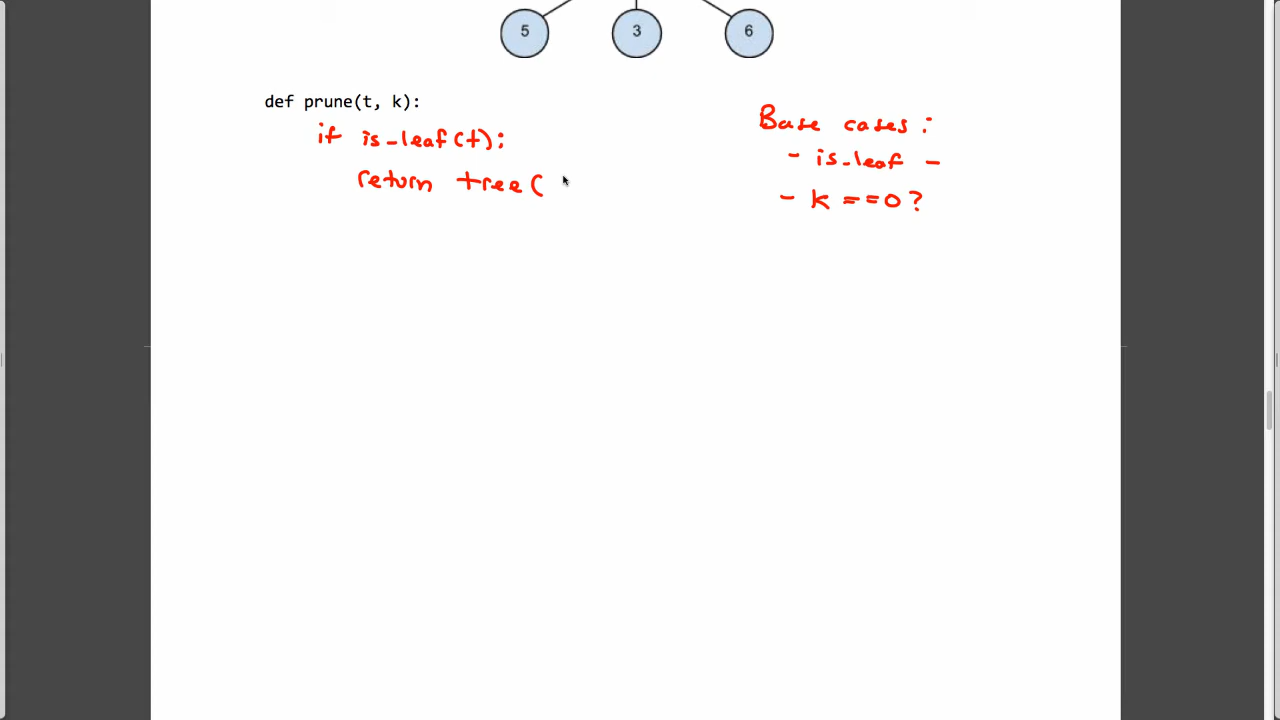 5 3 6
def prune(t, k):
if is_leaf(t):
return tree(
Base cases:
- is_leaf -
- k ==0?